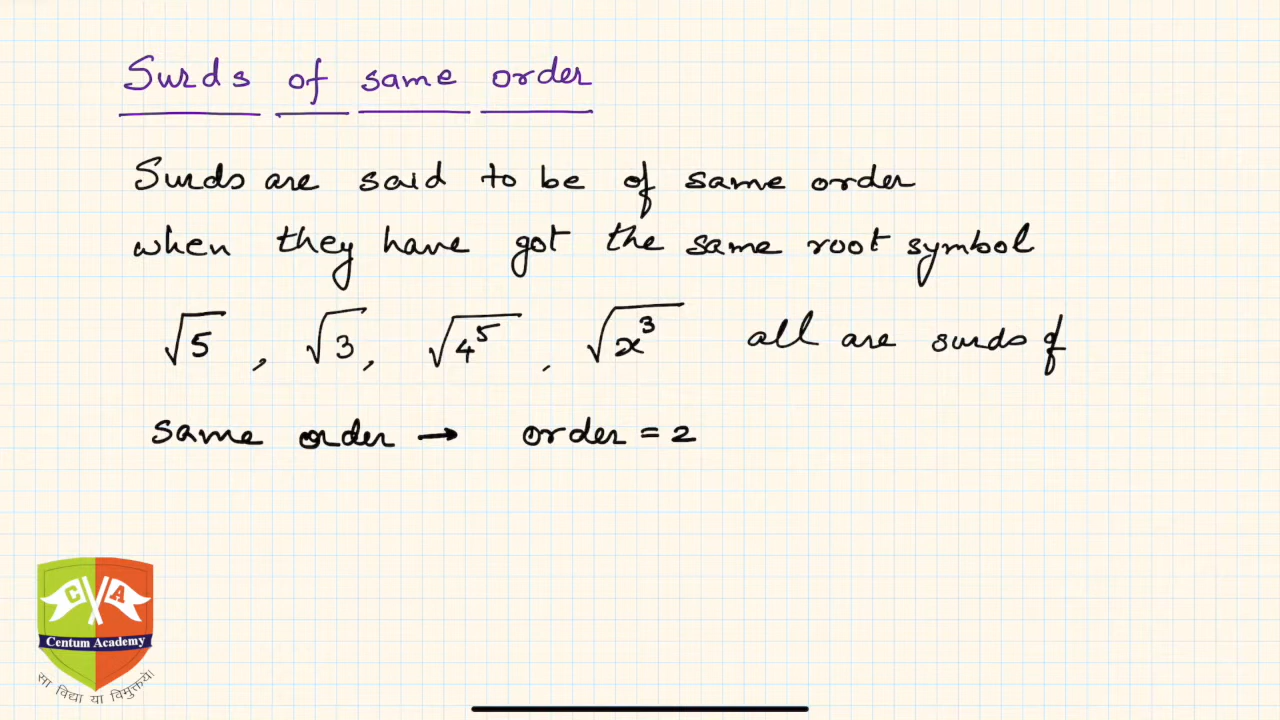 Surds of same order
Surds are said to be of same order
when they have got the same root symbol
√5 , √3 , √4⁵ , √x³ all are surds of
same order → order = 2
C A
Centum Academy
सा विद्या या विमुक्तये।